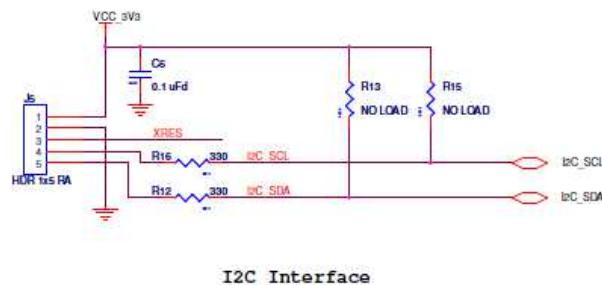 VCC_3V3
C6
0.1 uFd
R13
NO LOAD
R15
NO LOAD
J5
1
2
3
4
5
HDR 1x5 RA
XRES
R16
330
I2C_SCL
I2C_SCL
R12
330
I2C_SDA
I2C_SDA
I2C Interface